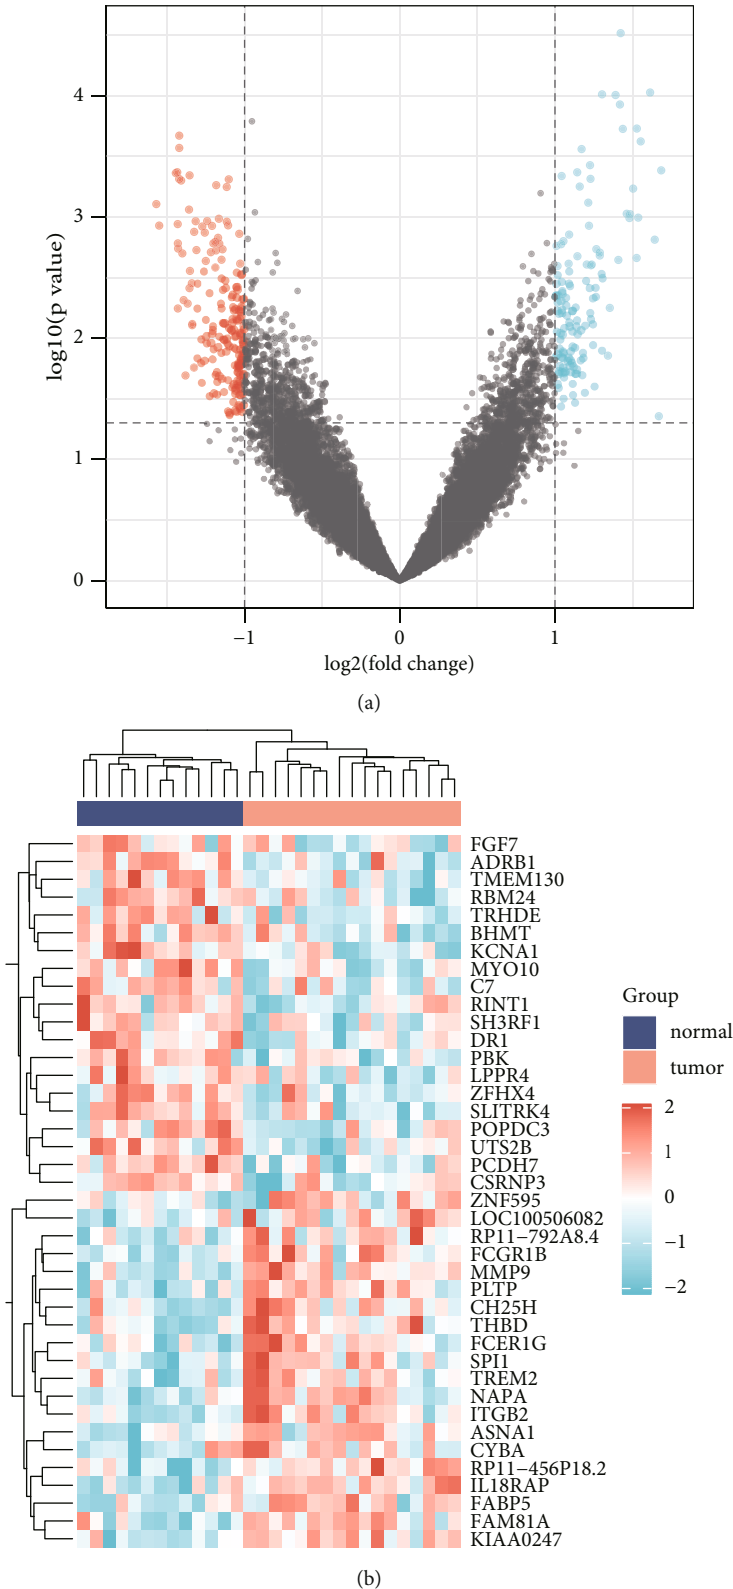 4
3
2
1
0
log10(p value)
−1
0
1
log2(fold change)
(a)
FGF7
ADRB1
TMEM130
RBM24
TRHDE
BHMT
KCNA1
MYO10
C7
RINT1
SH3RF1
DR1
PBK
LPPR4
ZFHX4
SLITRK4
POPDC3
UTS2B
PCDH7
CSRNP3
ZNF595
LOC100506082
RP11−792A8.4
FCGR1B
MMP9
PLTP
CH25H
THBD
FCER1G
SPI1
TREM2
NAPA
ITGB2
ASNA1
CYBA
RP11−456P18.2
IL18RAP
FABP5
FAM81A
KIAA0247
Group
normal
tumor
2
1
0
−1
−2
(b)